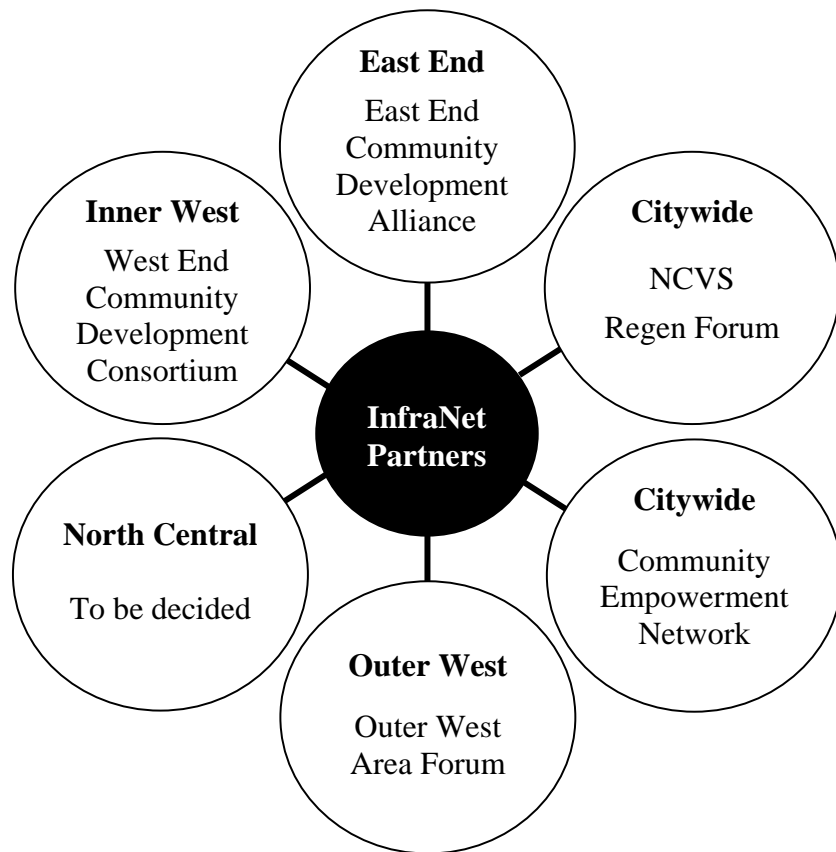 East End
East End
Community
Development
Alliance
Inner West
West End
Community
Development
Consortium
Citywide
NCVS
Regen Forum
InfraNet
Partners
North Central
To be decided
Citywide
Community
Empowerment
Network
Outer West
Outer West
Area Forum